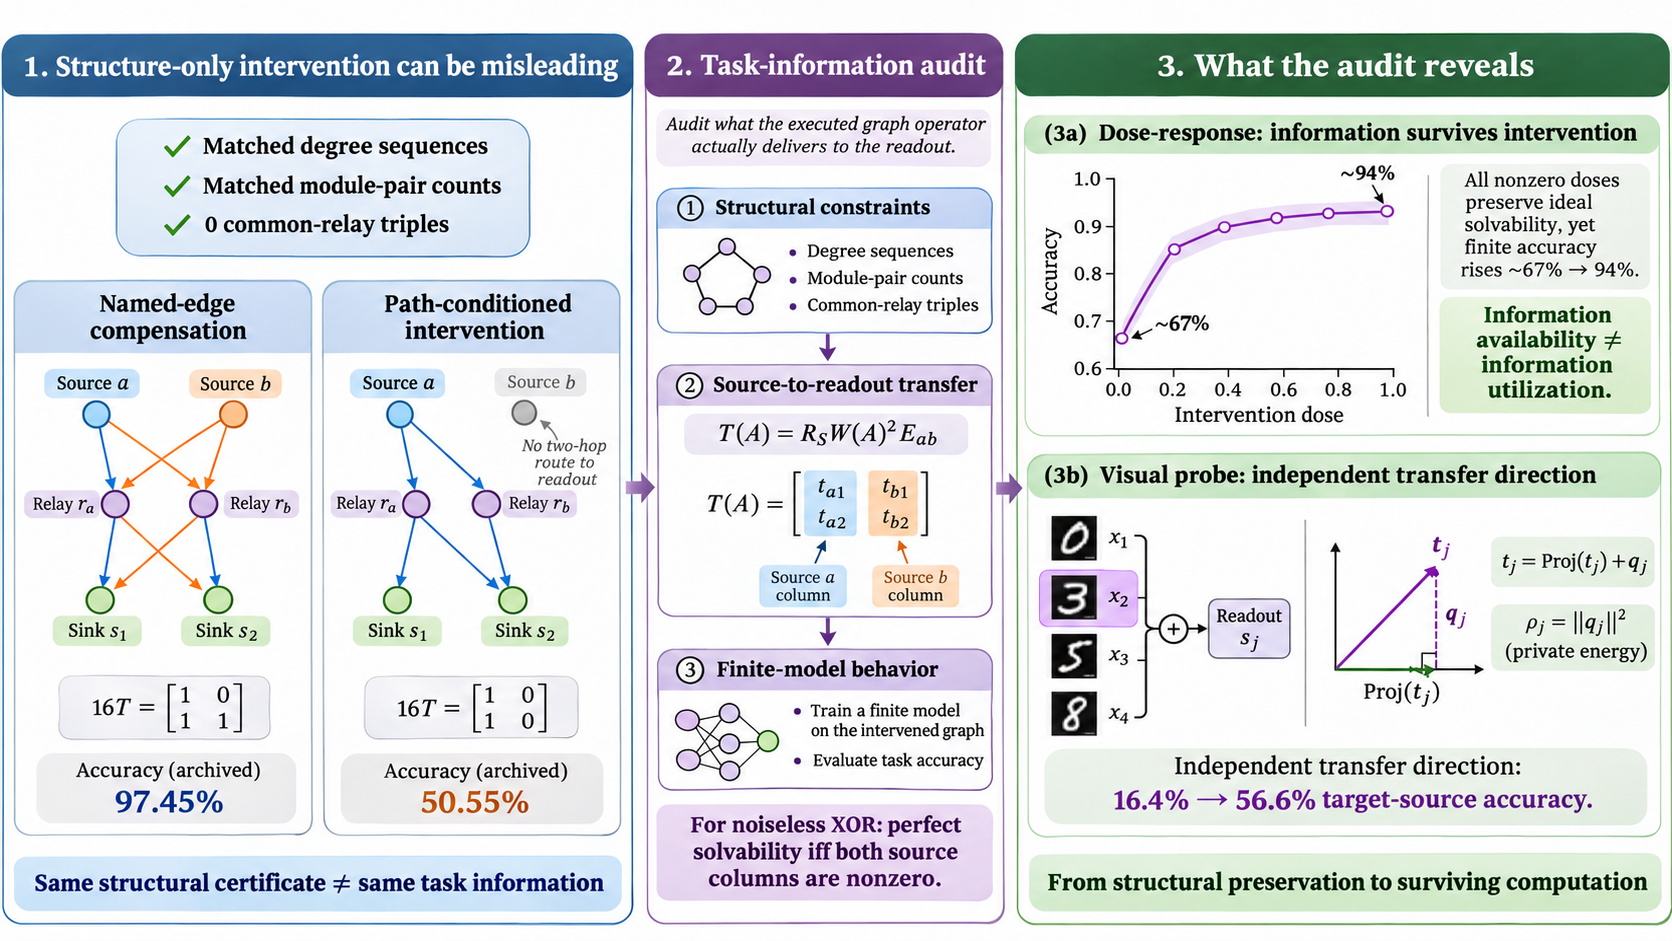 1. Structure-only intervention can be misleading
✓ Matched degree sequences
✓ Matched module-pair counts
✓ 0 common-relay triples
Named-edge
compensation
Source a
Source b
Relay r_a
Relay r_b
Sink s_1
Sink s_2
16T = [1 0
1 1]
Accuracy (archived)
97.45%
Path-conditioned
intervention
Source a
Source b
No two-hop
route to
readout
Relay r_a
Relay r_b
Sink s_1
Sink s_2
16T = [1 0
1 0]
Accuracy (archived)
50.55%
Same structural certificate ≠ same task information
2. Task-information audit
Audit what the executed graph operator
actually delivers to the readout.
1 Structural constraints
• Degree sequences
• Module-pair counts
• Common-relay triples
2 Source-to-readout transfer
T(A) = R_S W(A)² E_ab
T(A) = [t_a1 t_b1
t_a2 t_b2]
Source a
column
Source b
column
3 Finite-model behavior
• Train a finite model
on the intervened graph
• Evaluate task accuracy
For noiseless XOR: perfect
solvability iff both source
columns are nonzero.
3. What the audit reveals
(3a) Dose-response: information survives intervention
Accuracy
1.0
0.9
0.8
0.7
0.6
~94%
~67%
0.0 0.2 0.4 0.6 0.8 1.0
Intervention dose
All nonzero doses
preserve ideal
solvability, yet
finite accuracy
rises ~67% → 94%.
Information
availability ≠
information
utilization.
(3b) Visual probe: independent transfer direction
0 x_1
3 x_2
5 x_3
8 x_4
+
Readout
s_j
t_j
q_j
Proj(t_j)
t_j = Proj(t_j) + q_j
ρ_j = ||q_j||²
(private energy)
Independent transfer direction:
16.4% → 56.6% target-source accuracy.
From structural preservation to surviving computation